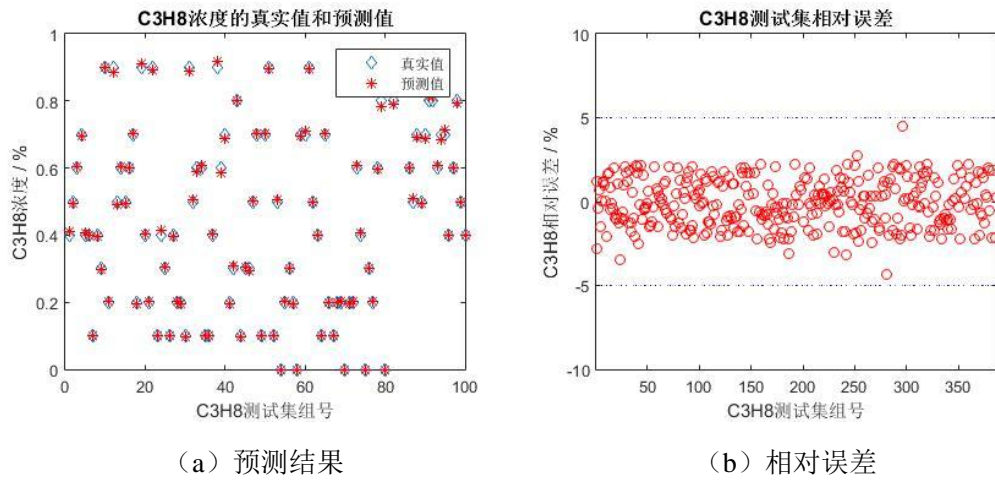 C3H8浓度的真实值和预测值
真实值
预测值
1
0.8
0.6
0.4
0.2
0
C3H8浓度 / %
0 20 40 60 80 100
C3H8测试集组号
（a）预测结果
C3H8测试集相对误差
10
5
0
-5
-10
C3H8相对误差 / %
50 100 150 200 250 300 350
C3H8测试集组号
（b）相对误差